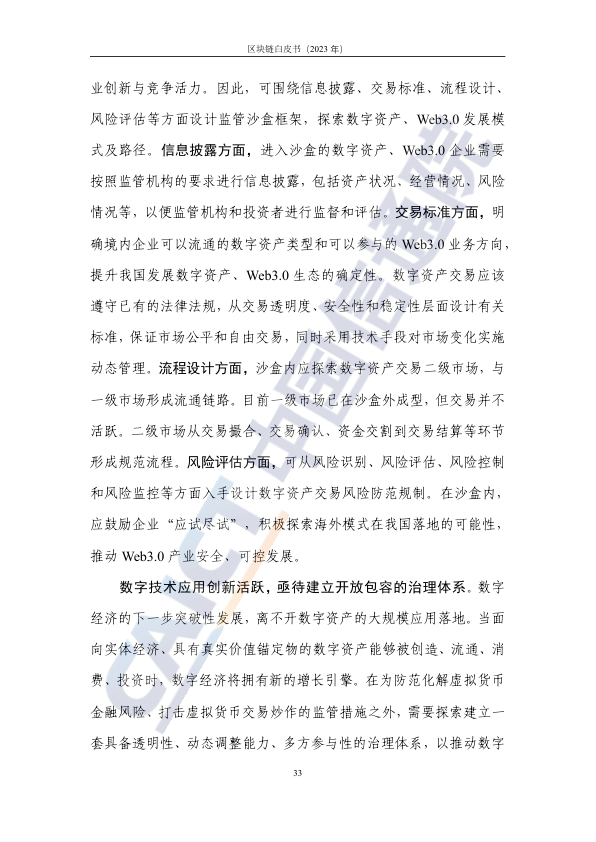 区块链白皮书（2023 年）
业创新与竞争活力。因此，可围绕信息披露、交易标准、流程设计、
风险评估等方面设计监管沙盒框架，探索数字资产、Web3.0 发展模
式及路径。信息披露方面，进入沙盒的数字资产、Web3.0 企业需要
按照监管机构的要求进行信息披露，包括资产状况、经营情况、风险
情况等，以便监管机构和投资者进行监督和评估。交易标准方面，明
确境内企业可以流通的数字资产类型和可以参与的 Web3.0 业务方向，
提升我国发展数字资产、Web3.0 生态的确定性。数字资产交易应该
遵守已有的法律法规，从交易透明度、安全性和稳定性层面设计有关
标准，保证市场公平和自由交易，同时采用技术手段对市场变化实施
动态管理。流程设计方面，沙盒内应探索数字资产交易二级市场，与
一级市场形成流通链路。目前一级市场已在沙盒外成型，但交易并不
活跃。二级市场从交易撮合、交易确认、资金交割到交易结算等环节
形成规范流程。风险评估方面，可从风险识别、风险评估、风险控制
和风险监控等方面入手设计数字资产交易风险防范规制。在沙盒内，
应鼓励企业“应试尽试”，积极探索海外模式在我国落地的可能性，
推动 Web3.0 产业安全、可控发展。
数字技术应用创新活跃，亟待建立开放包容的治理体系。数字
经济的下一步突破性发展，离不开数字资产的大规模应用落地。当面
向实体经济、具有真实价值锚定物的数字资产能够被创造、流通、消
费、投资时，数字经济将拥有新的增长引擎。在为防范化解虚拟货币
金融风险、打击虚拟货币交易炒作的监管措施之外，需要探索建立一
套具备透明性、动态调整能力、多方参与性的治理体系，以推动数字
33
CAICT 中国信通院